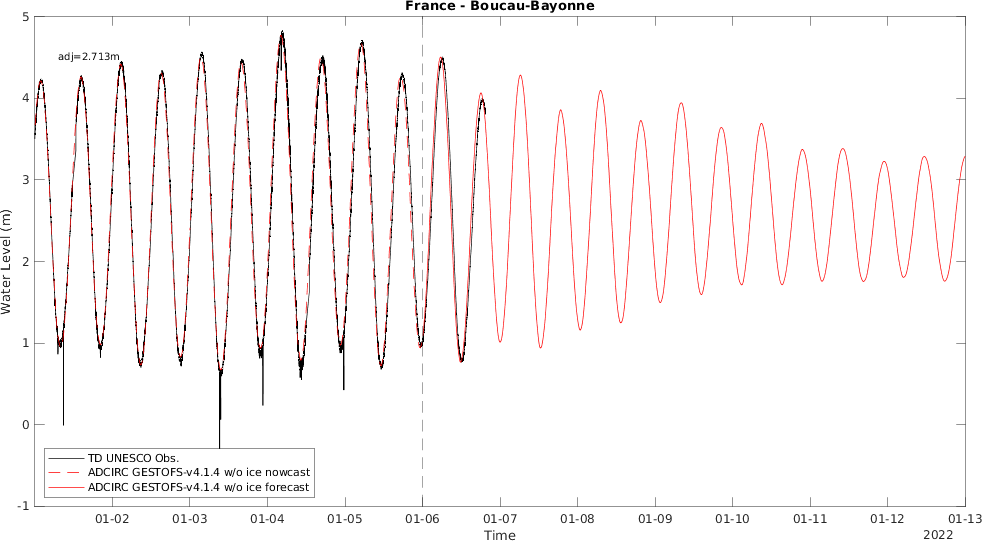 France - Boucau-Bayonne
adj=2.713m
Water Level (m)
5
4
3
2
1
0
-1
TD UNESCO Obs.
ADCIRC GESTOFS-v4.1.4 w/o ice nowcast
ADCIRC GESTOFS-v4.1.4 w/o ice forecast
01-02 01-03 01-04 01-05 01-06 01-07 01-08 01-09 01-10 01-11 01-12 01-13
Time
2022